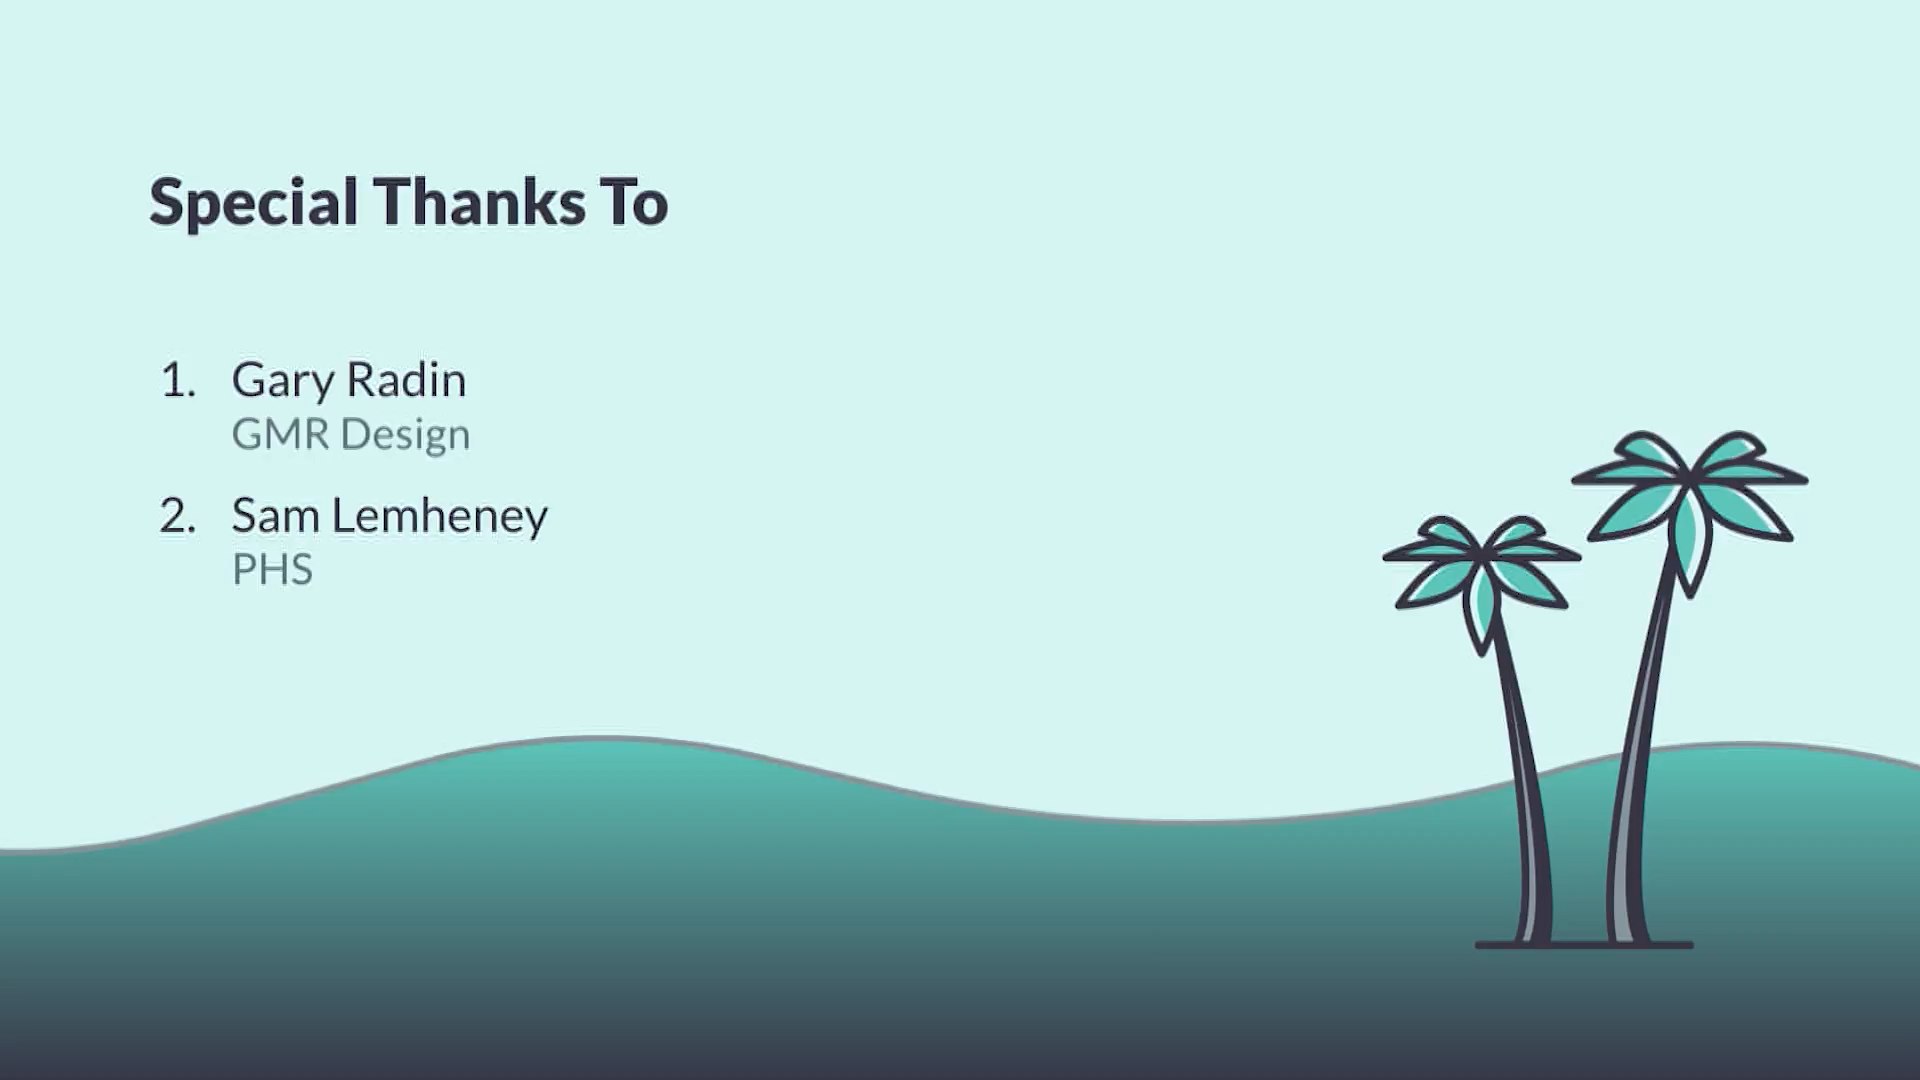 Special Thanks To
1. Gary Radin
GMR Design
2. Sam Lemheney
PHS